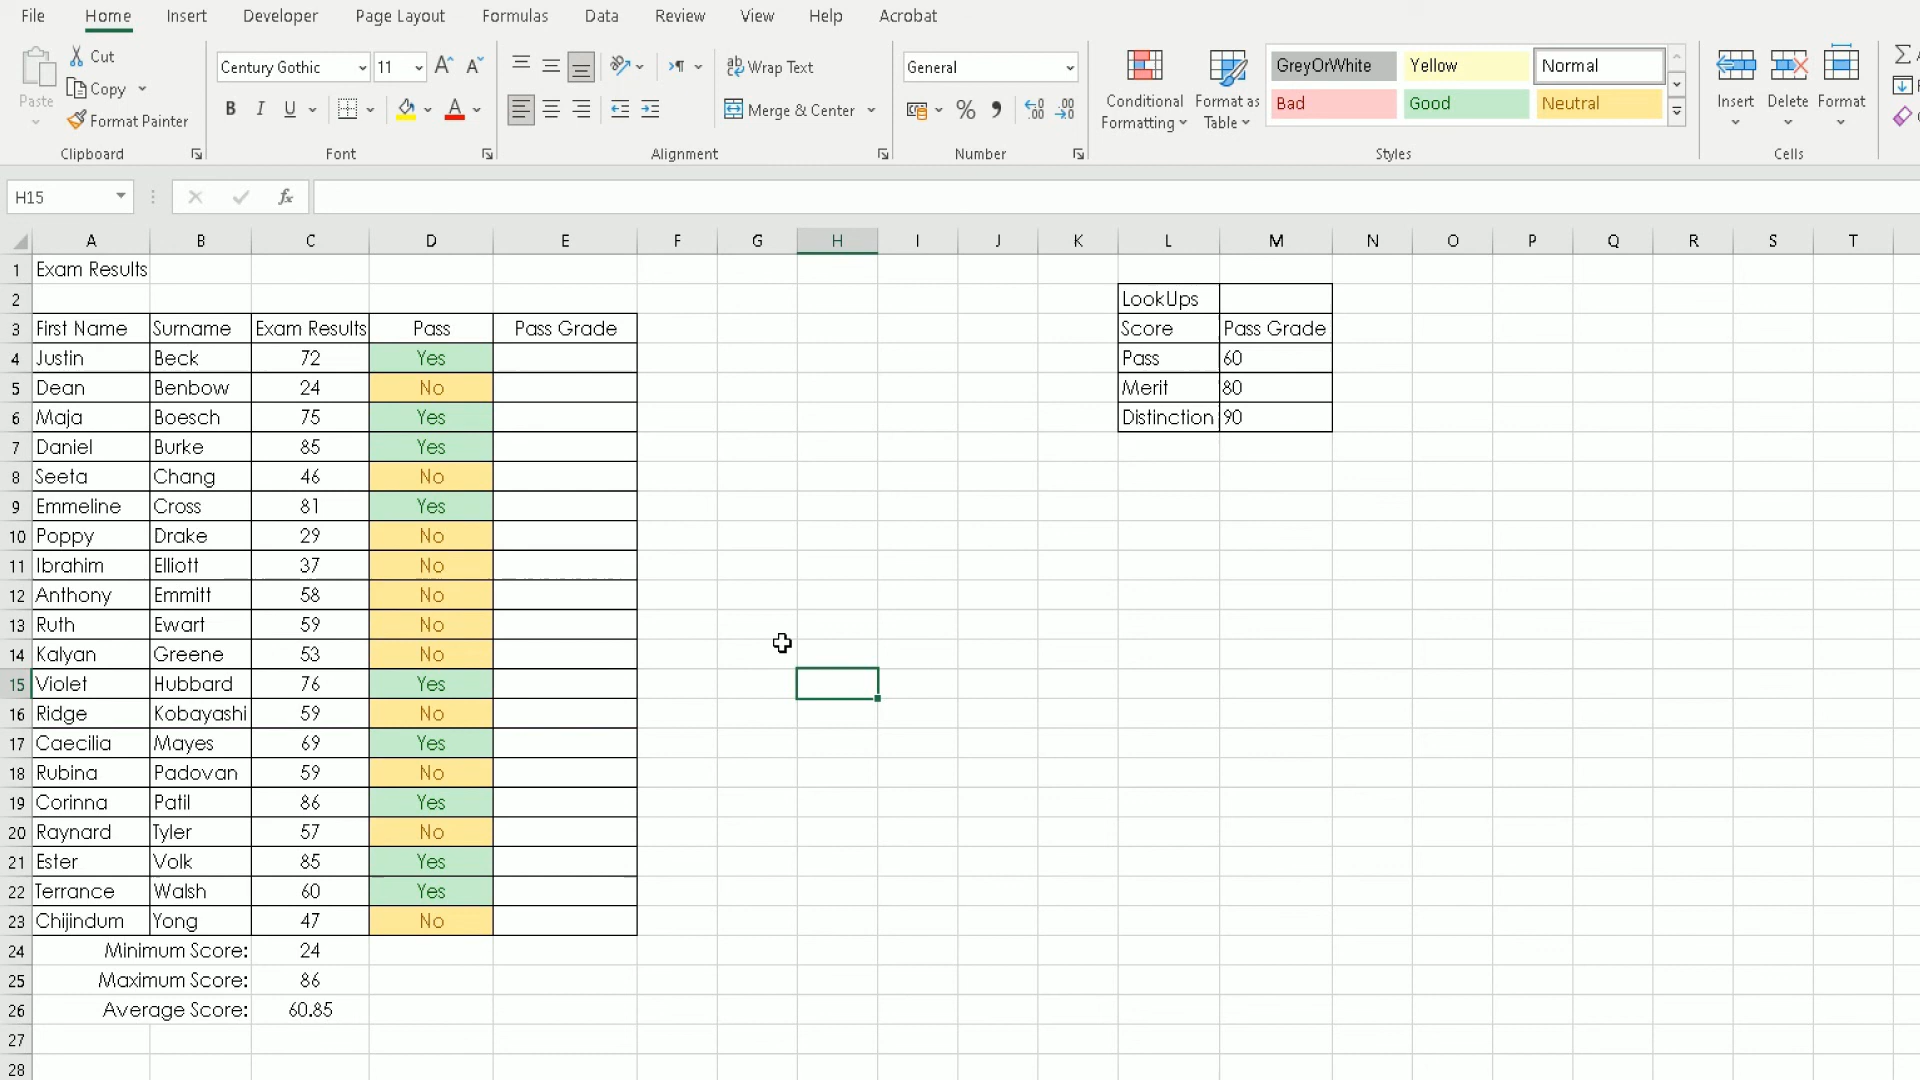 File Home Insert Developer Page Layout Formulas Data Review View Help Acrobat
Paste
Cut
Copy
Format Painter
Clipboard
Century Gothic 11 A A
B I U A
Font
ab Wrap Text
Merge & Center
Alignment
General
% 9
Number
Conditional Formatting
Format as Table
GreyOrWhite Yellow Normal
Bad Good Neutral
Styles
Insert Delete Format
Cells
H15 fx
A B C D E F G H I J K L M N O P Q R S T
1 Exam Results
2 LookUps
3 First Name Surname Exam Results Pass Pass Grade Score Pass Grade
4 Justin Beck 72 Yes Pass 60
5 Dean Benbow 24 No Merit 80
6 Maja Boesch 75 Yes Distinction 90
7 Daniel Burke 85 Yes
8 Seeta Chang 46 No
9 Emmeline Cross 81 Yes
10 Poppy Drake 29 No
11 Ibrahim Elliott 37 No
12 Anthony Emmitt 58 No
13 Ruth Ewart 59 No
14 Kalyan Greene 53 No
15 Violet Hubbard 76 Yes
16 Ridge Kobayashi 59 No
17 Caecilia Mayes 69 Yes
18 Rubina Padovan 59 No
19 Corinna Patil 86 Yes
20 Raynard Tyler 57 No
21 Ester Volk 85 Yes
22 Terrance Walsh 60 Yes
23 Chijindum Yong 47 No
24 Minimum Score: 24
25 Maximum Score: 86
26 Average Score: 60.85
27
28